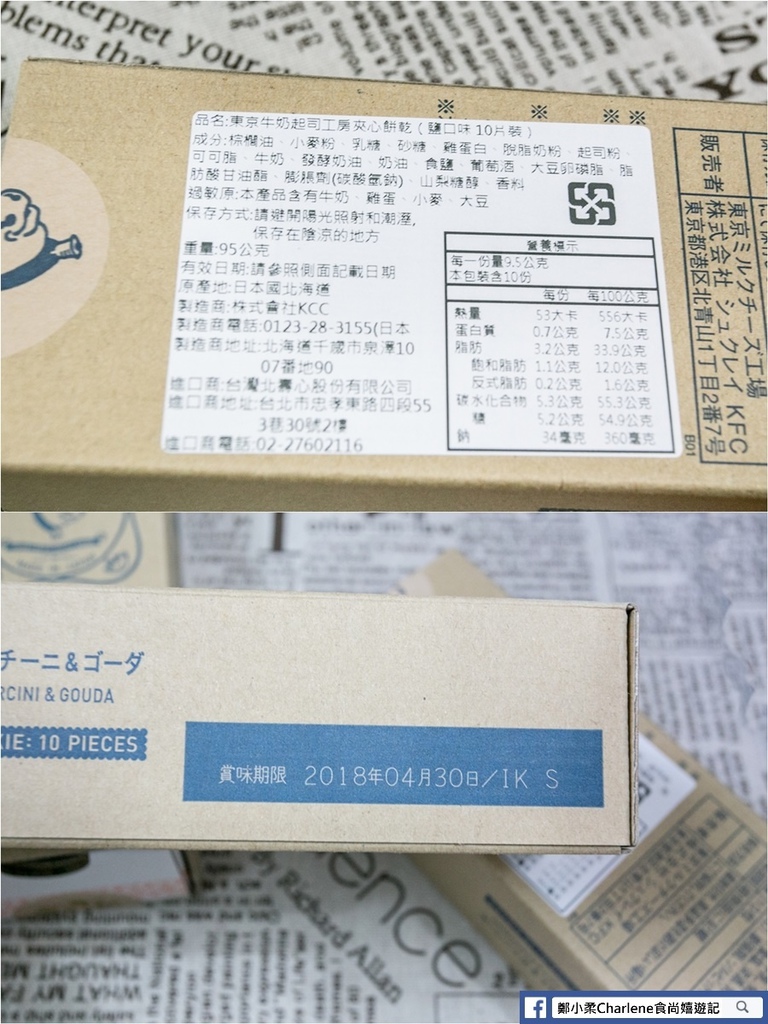 ※ ※ ※ ※
品名:東京牛奶起司工房夾心餅乾(鹽口味10片裝)
成分:棕櫚油、小麥粉、乳糖、砂糖、雞蛋白、脫脂奶粉、起司粉、
可可脂、牛奶、發酵奶油、奶油、食鹽、葡萄酒、大豆卵磷脂、脂
肪酸甘油酯、膨脹劑(碳酸氫鈉)、山梨糖醇、香料
過敏原:本產品含有牛奶、雞蛋、小麥、大豆
保存方式:請避開陽光照射和潮溼,
保存在陰涼的地方
重量:95公克
有效日期:請參照側面記載日期
原產地:日本國北海道
製造商:株式會社KCC
製造商電話:0123-28-3155(日本
製造商地址:北海道千歲市泉澤10
07番地90
進口商:台灣北壽心股份有限公司
進口商地址:台北市忠孝東路四段55
3巷30號2樓
進口商電話:02-27602116
營養標示
每一份量9.5公克
本包裝含10份
每份 每100公克
熱量 53大卡 556大卡
蛋白質 0.7公克 7.5公克
脂肪 3.2公克 33.9公克
飽和脂肪 1.1公克 12.0公克
反式脂肪 0.2公克 1.6公克
碳水化合物 5.3公克 55.3公克
糖 5.2公克 54.9公克
鈉 34毫克 360毫克
販売者
東京ミルクチーズ工場
株式会社 シュクレイ KFC
東京都港区北青山1丁目2番7号
B01
チーニ&ゴーダ
RCINI & GOUDA
KIE: 10 PIECES
賞味期限 2018年04月30日/IK S
by Richard Allan
ence
THAUGHT ME
WHAT MY FA
鄭小柔Charlene食尚嬉遊記